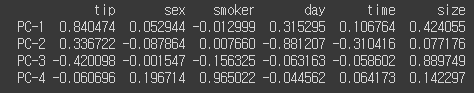 tip sex smoker day time size
PC-1 0.840474 0.052944 -0.012999 0.315295 0.106764 0.424055
PC-2 0.336722 -0.087864 0.007660 -0.881207 -0.310416 0.077176
PC-3 -0.420098 -0.001547 -0.156325 -0.063163 -0.058602 0.889749
PC-4 -0.060696 0.196714 0.965022 -0.044562 0.064173 0.142297